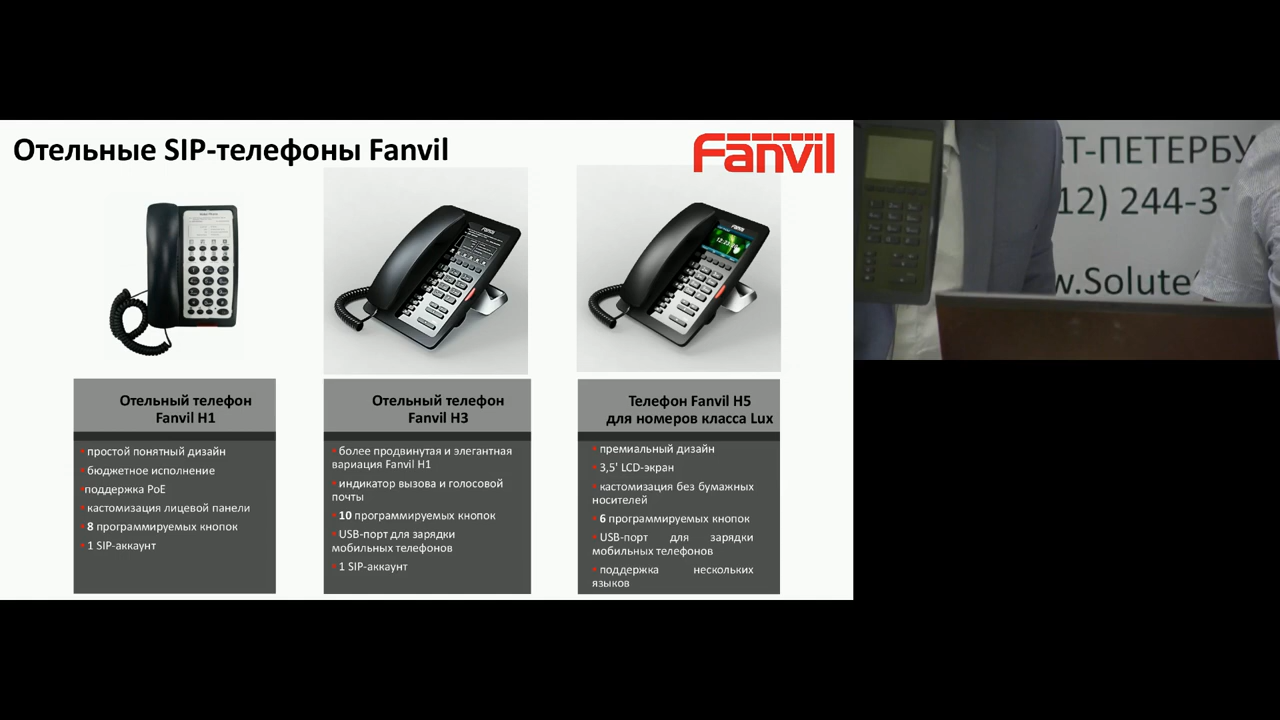 Отельные SIP-телефоны Fanvil
Fanvil
Отельный телефон
Fanvil H1
простой понятный дизайн
бюджетное исполнение
поддержка PoE
кастомизация лицевой панели
8 программируемых кнопок
1 SIP-аккаунт
Отельный телефон
Fanvil H3
более продвинутая и элегантная
вариация Fanvil H1
индикатор вызова и голосовой
почты
10 программируемых кнопок
USB-порт для зарядки
мобильных телефонов
1 SIP-аккаунт
Телефон Fanvil H5
для номеров класса Lux
премиальный дизайн
3,5' LCD-экран
кастомизация без бумажных
носителей
6 программируемых кнопок
USB-порт для зарядки
мобильных телефонов
поддержка нескольких
языков
Т-ПЕТЕРБУ
12) 244-37
w.Solute